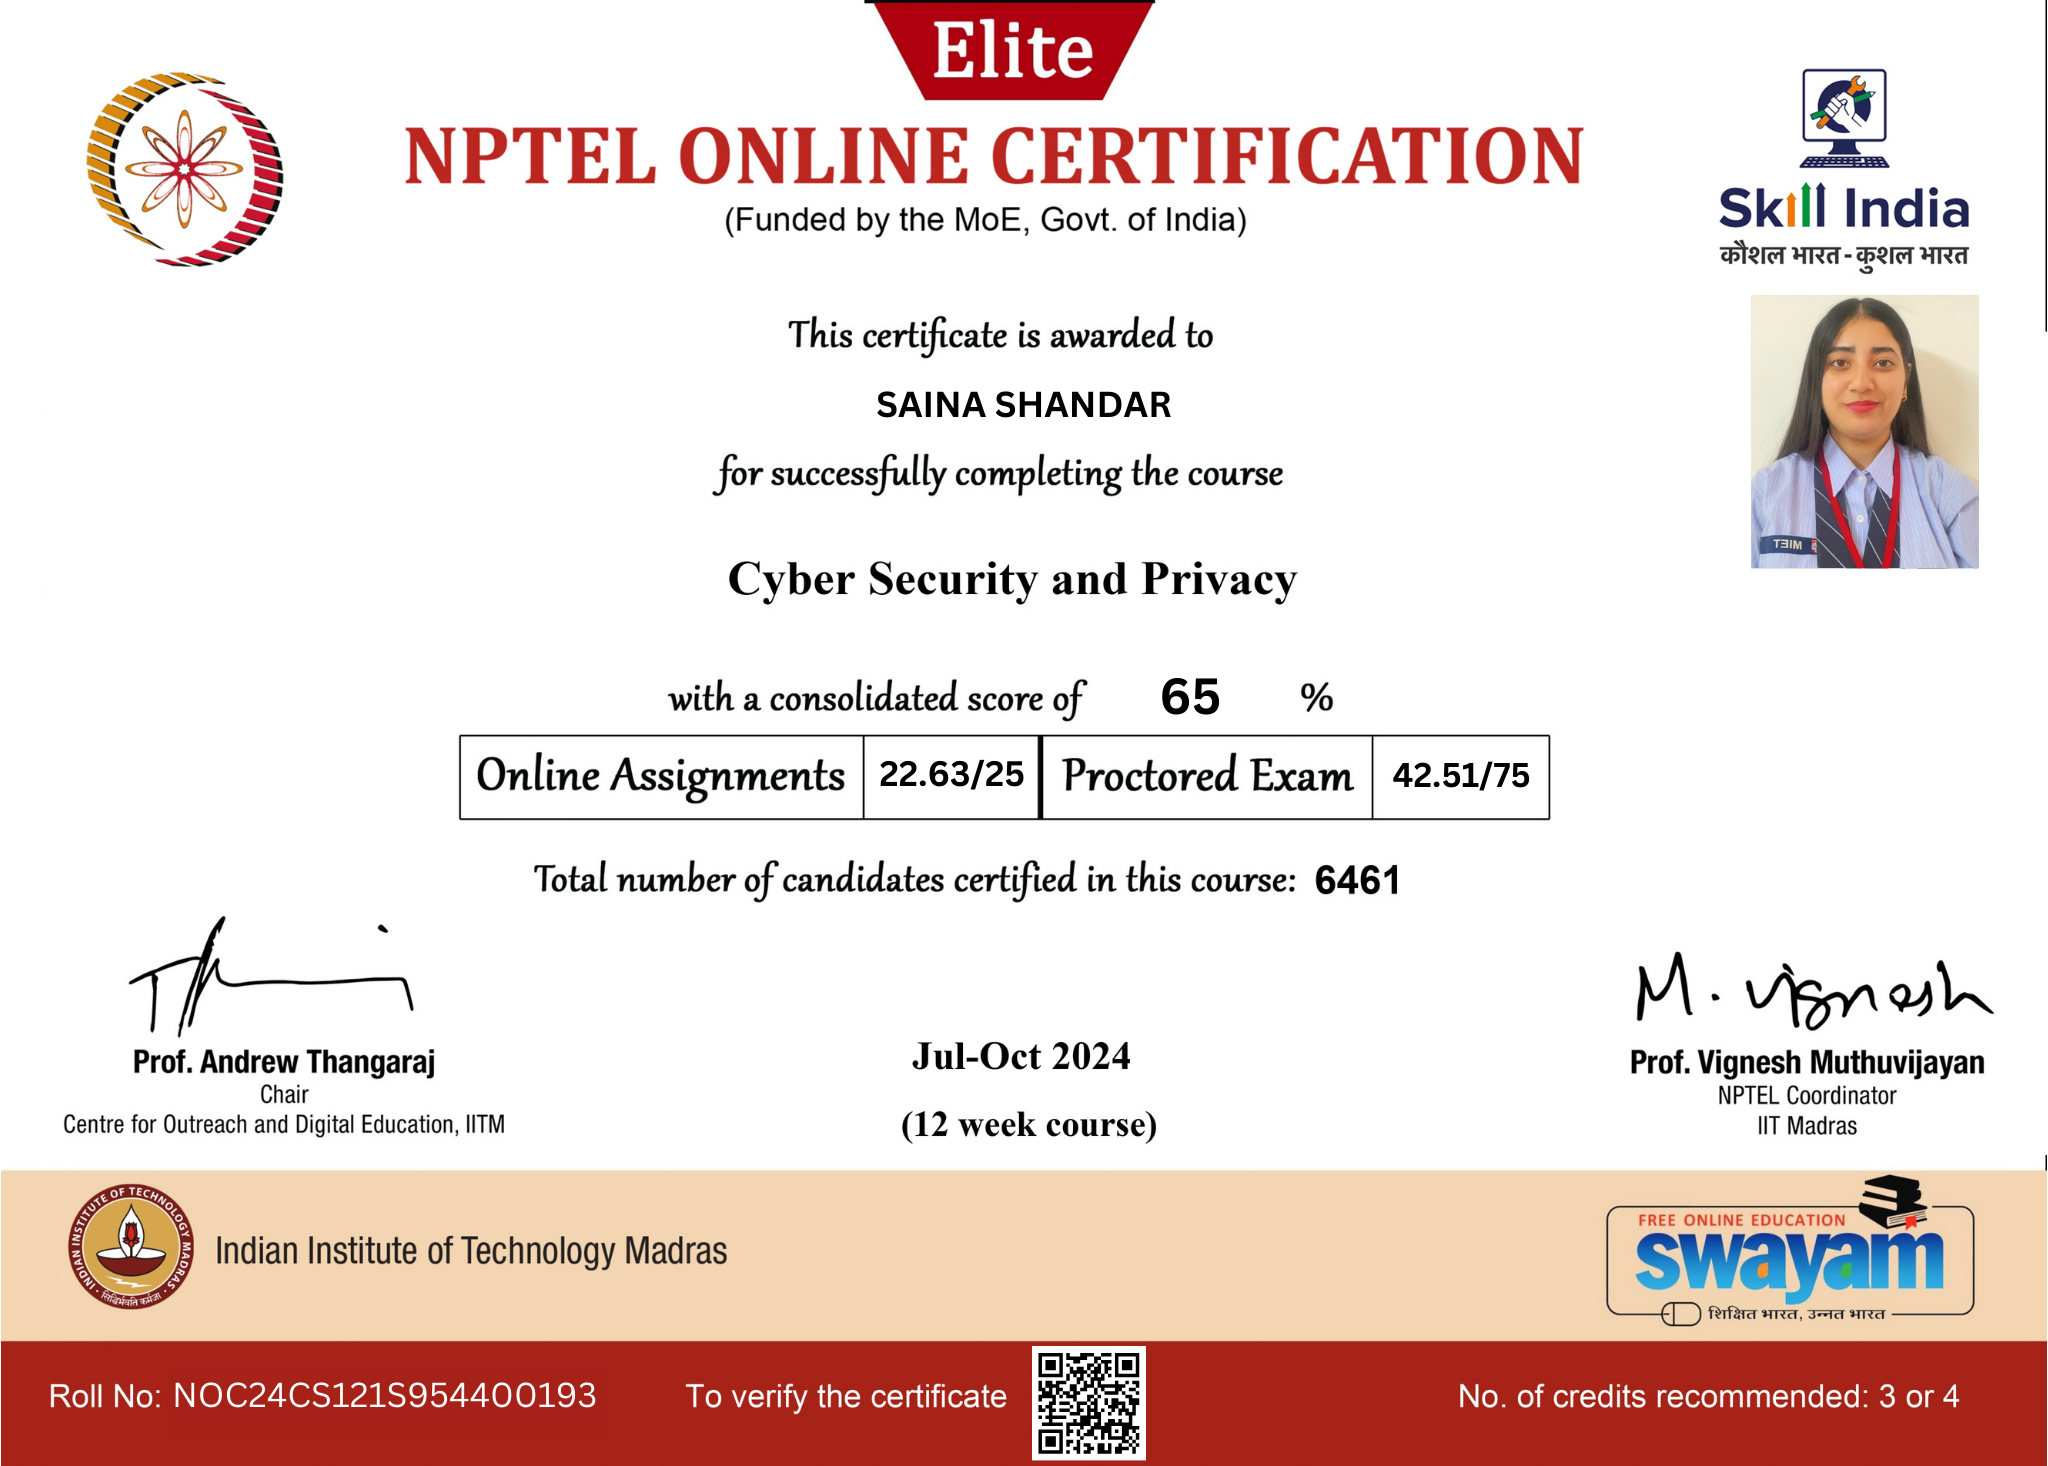 Elite
NPTEL ONLINE CERTIFICATION
(Funded by the MoE, Govt. of India)
Skill India
कौशल भारत - कुशल भारत
This certificate is awarded to
SAINA SHANDAR
for successfully completing the course
MIET
Cyber Security and Privacy
with a consolidated score of 65 %
Online Assignments 22.63/25 Proctored Exam 42.51/75
Total number of candidates certified in this course: 6461
M. Vignesh
Prof. Andrew Thangaraj
Chair
Centre for Outreach and Digital Education, IITM
Jul-Oct 2024
(12 week course)
Prof. Vignesh Muthuvijayan
NPTEL Coordinator
IIT Madras
INDIAN INSTITUTE OF TECHNOLOGY MADRAS
सिद्धिर्भवति कर्मजा
Indian Institute of Technology Madras
FREE ONLINE EDUCATION
swayam
शिक्षित भारत, उन्नत भारत
Roll No: NOC24CS121S954400193
To verify the certificate
No. of credits recommended: 3 or 4